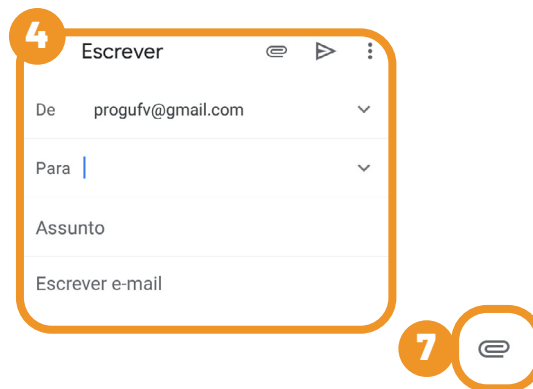 4
Escrever
De progufv@gmail.com
Para
Assunto
Escrever e-mail
7